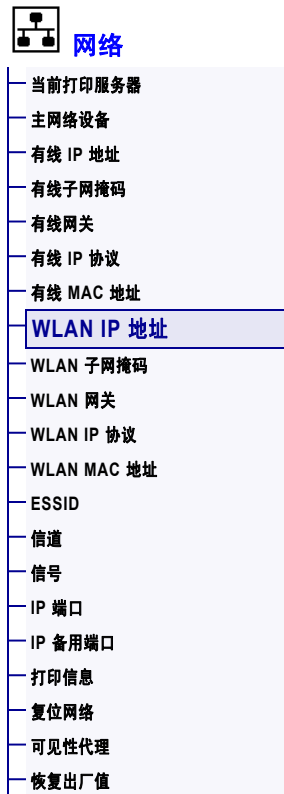 网络
当前打印服务器
主网络设备
有线 IP 地址
有线子网掩码
有线网关
有线 IP 协议
有线 MAC 地址
WLAN IP 地址
WLAN 子网掩码
WLAN 网关
WLAN IP 协议
WLAN MAC 地址
ESSID
信道
信号
IP 端口
IP 备用端口
打印信息
复位网络
可见性代理
恢复出厂值